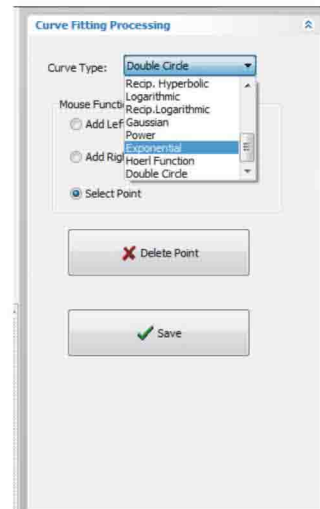 Curve Fitting Processing
Curve Type: Double Circle
Recip. Hyperbolic
Logarithmic
Recip.Logarithmic
Gaussian
Power
Exponential
Hoerl Function
Double Circle
Mouse Functi
Add Lef
Add Rig
Select Point
Delete Point
Save